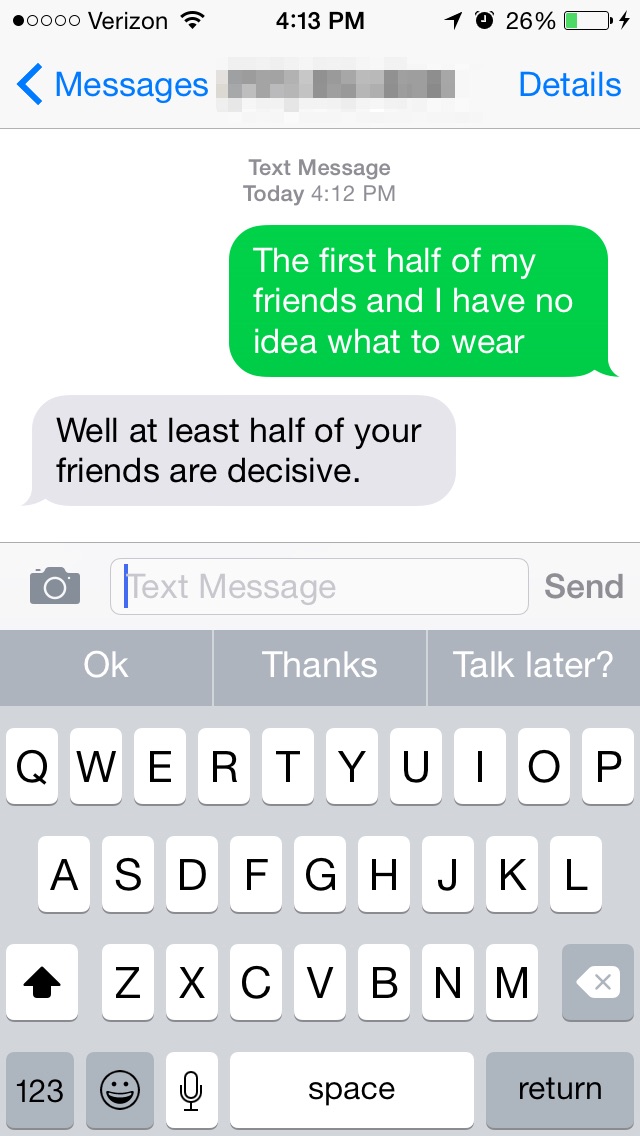 Verizon 4:13 PM 26%
Messages Details
Text Message
Today 4:12 PM
The first half of my
friends and I have no
idea what to wear
Well at least half of your
friends are decisive.
Text Message Send
Ok Thanks Talk later?
Q W E R T Y U I O P
A S D F G H J K L
Z X C V B N M
123 space return